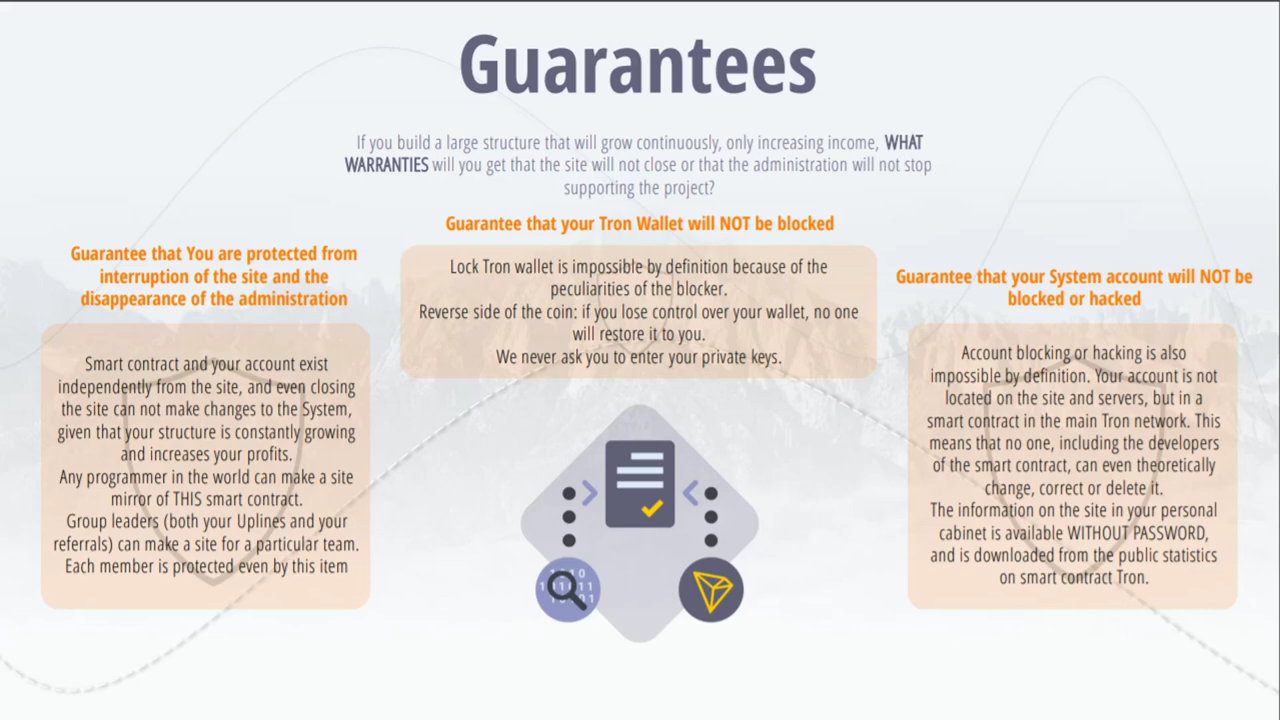 Guarantees
If you build a large structure that will grow continuously, only increasing income, WHAT
WARRANTIES will you get that the site will not close or that the administration will not stop
supporting the project?
Guarantee that your Tron Wallet will NOT be blocked
Lock Tron wallet is impossible by definition because of the
peculiarities of the blocker.
Reverse side of the coin: if you lose control over your wallet, no one
will restore it to you.
We never ask you to enter your private keys.
Guarantee that You are protected from
interruption of the site and the
disappearance of the administration
Smart contract and your account exist
independently from the site, and even closing
the site can not make changes to the System,
given that your structure is constantly growing
and increases your profits.
Any programmer in the world can make a site
mirror of THIS smart contract.
Group leaders (both your Uplines and your
referrals) can make a site for a particular team.
Each member is protected even by this item
Guarantee that your System account will NOT be
blocked or hacked
Account blocking or hacking is also
impossible by definition. Your account is not
located on the site and servers, but in a
smart contract in the main Tron network. This
means that no one, including the developers
of the smart contract, can even theoretically
change, correct or delete it.
The information on the site in your personal
cabinet is available WITHOUT PASSWORD,
and is downloaded from the public statistics
on smart contract Tron.